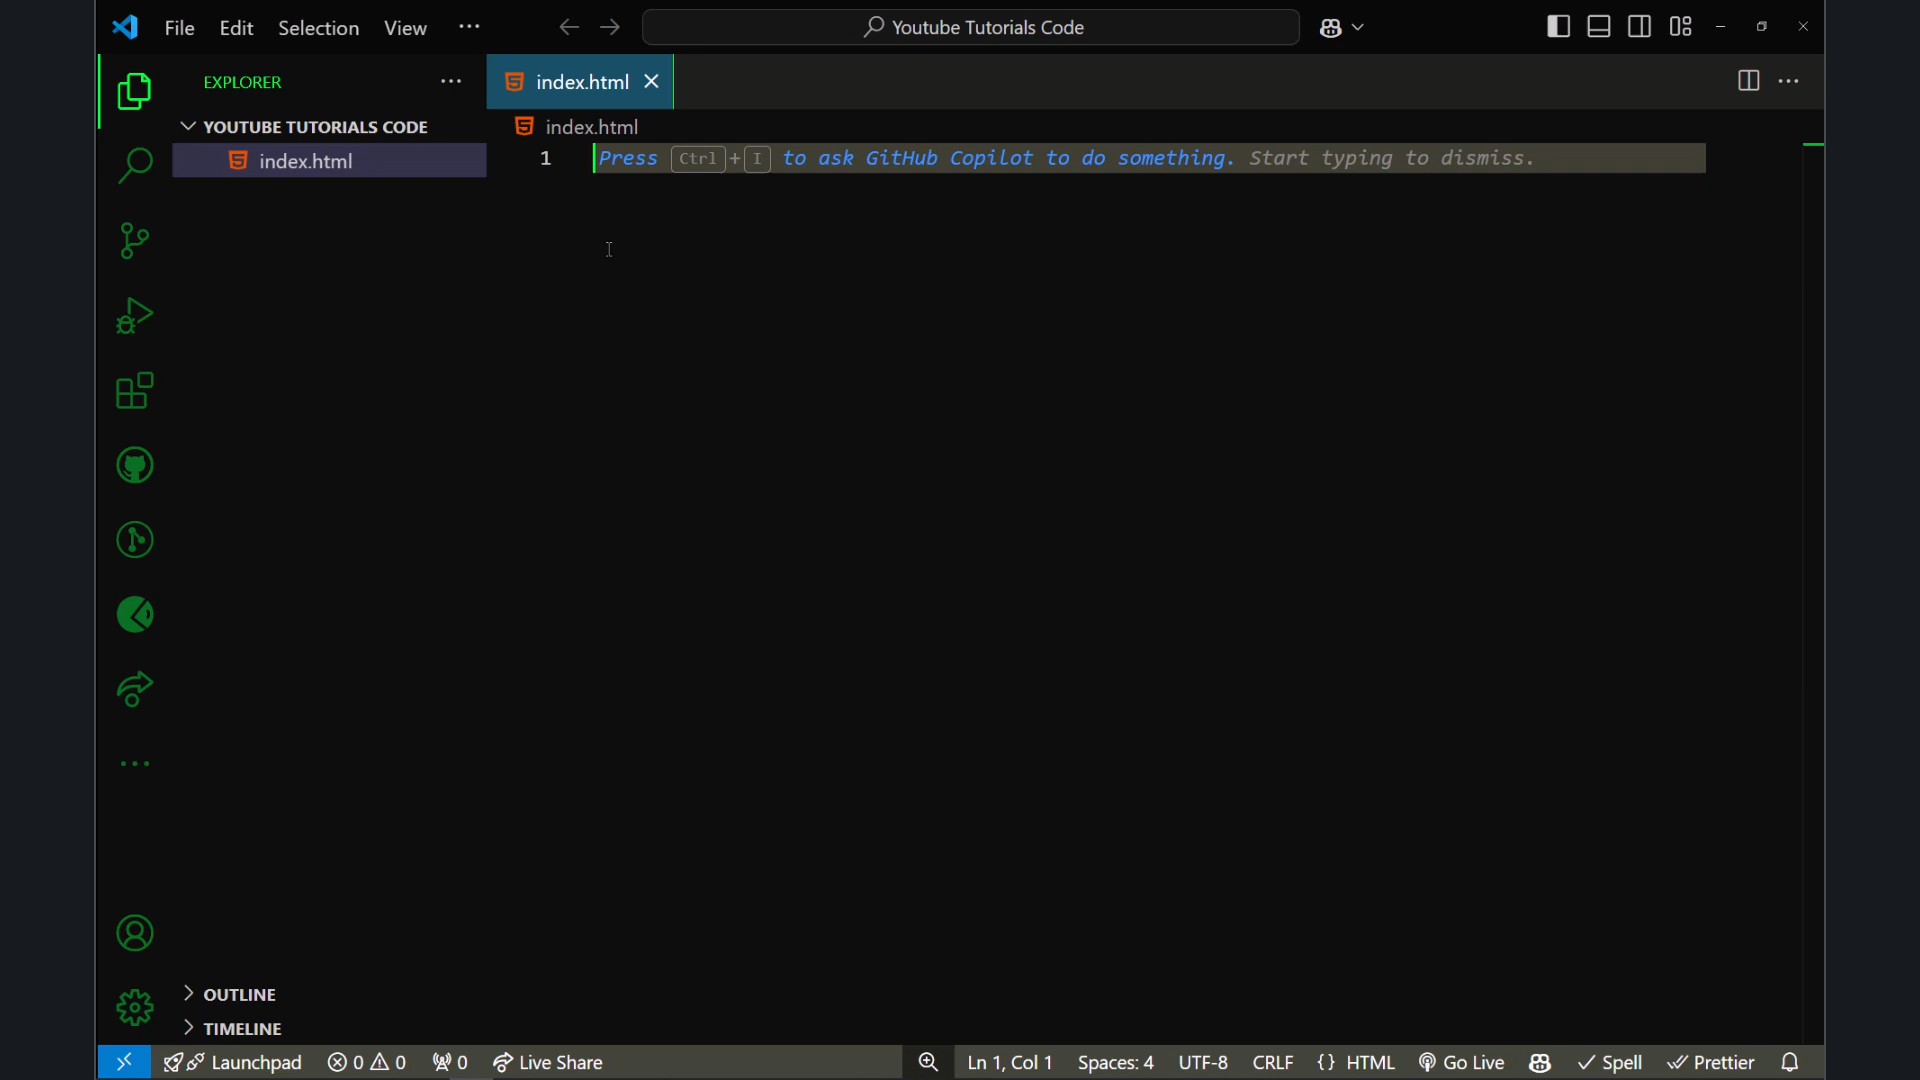 File Edit Selection View ··· Youtube Tutorials Code
EXPLORER ···
index.html
YOUTUBE TUTORIALS CODE
index.html
index.html
1 Press Ctrl+I to ask GitHub Copilot to do something. Start typing to dismiss.
OUTLINE
TIMELINE
Launchpad 0 0 0 Live Share Ln 1, Col 1 Spaces: 4 UTF-8 CRLF {} HTML Go Live Spell Prettier